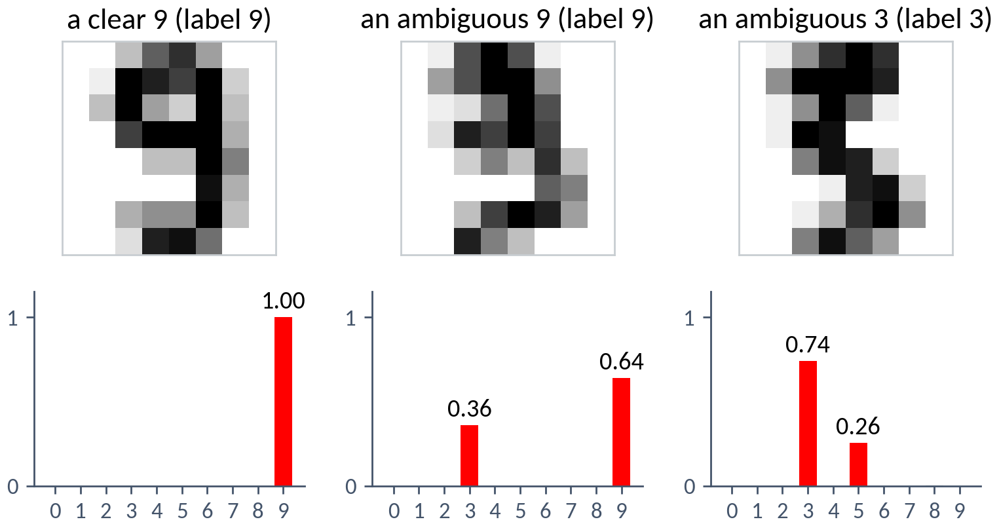 a clear 9 (label 9)
an ambiguous 9 (label 9)
an ambiguous 3 (label 3)
1.00
1
0
0 1 2 3 4 5 6 7 8 9
0.64
0.36
1
0
0 1 2 3 4 5 6 7 8 9
0.74
0.26
1
0
0 1 2 3 4 5 6 7 8 9